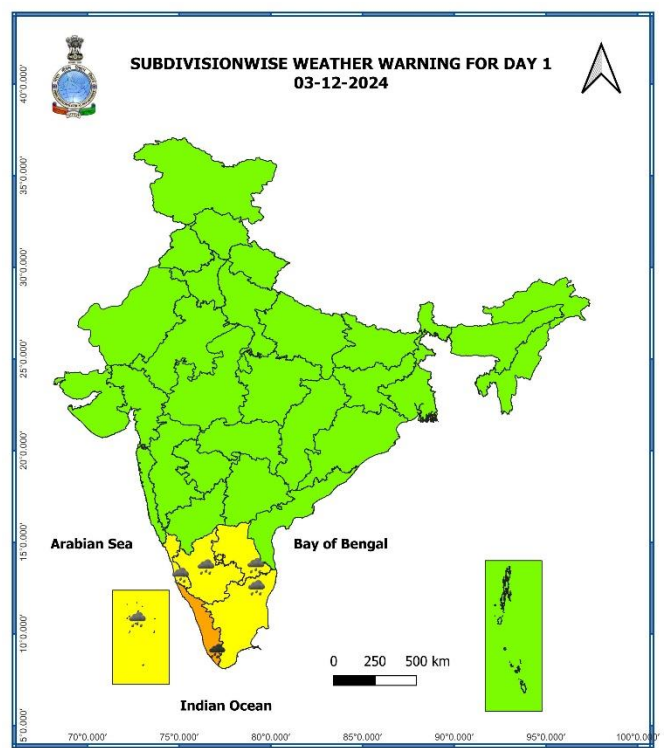 SUBDIVISIONWISE WEATHER WARNING FOR DAY 1
03-12-2024
40°0.000'
35°0.000'
30°0.000'
25°0.000'
20°0.000'
15°0.000'
10°0.000'
5°0.000'
Arabian Sea
Bay of Bengal
0 250 500 km
Indian Ocean
70°0.000' 75°0.000' 80°0.000' 85°0.000' 90°0.000' 95°0.000' 100°0.000'